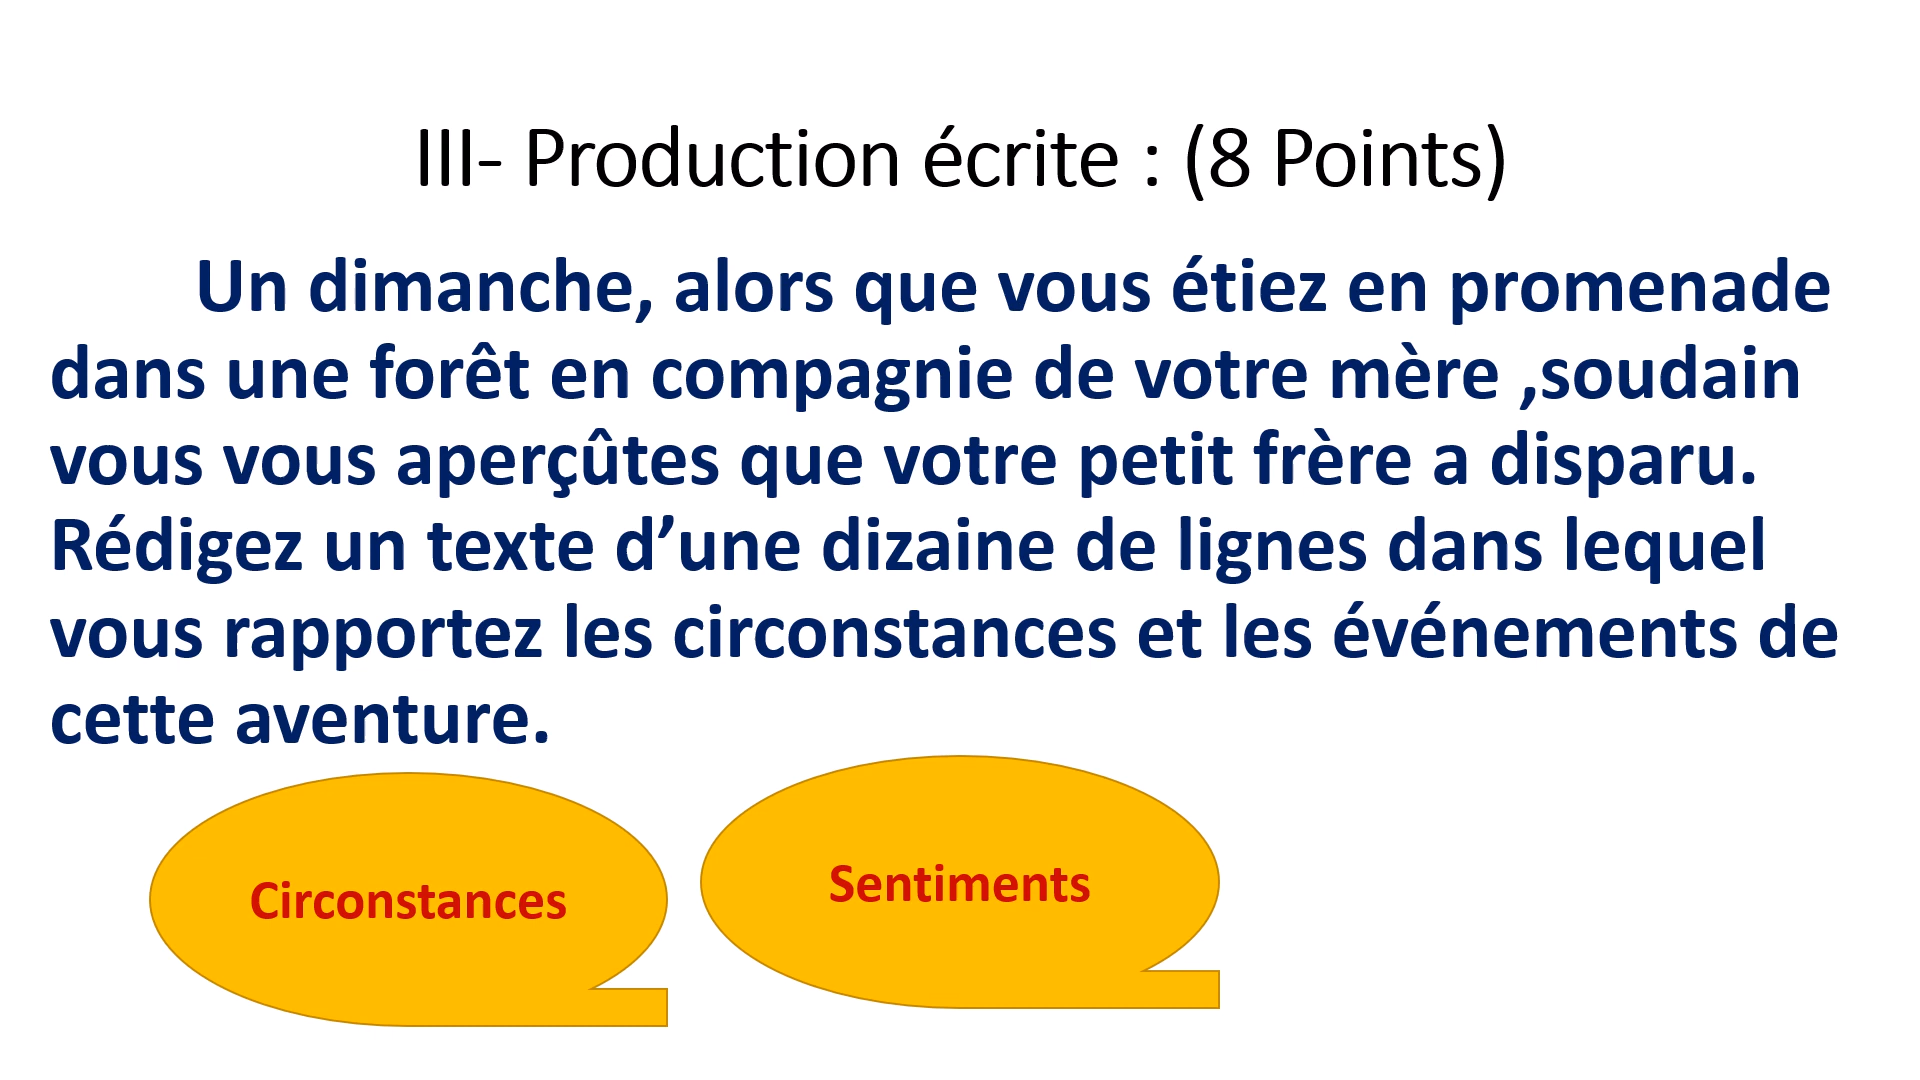 III- Production écrite : (8 Points)
Un dimanche, alors que vous étiez en promenade
dans une forêt en compagnie de votre mère ,soudain
vous vous aperçûtes que votre petit frère a disparu.
Rédigez un texte d’une dizaine de lignes dans lequel
vous rapportez les circonstances et les événements de
cette aventure.
Circonstances
Sentiments